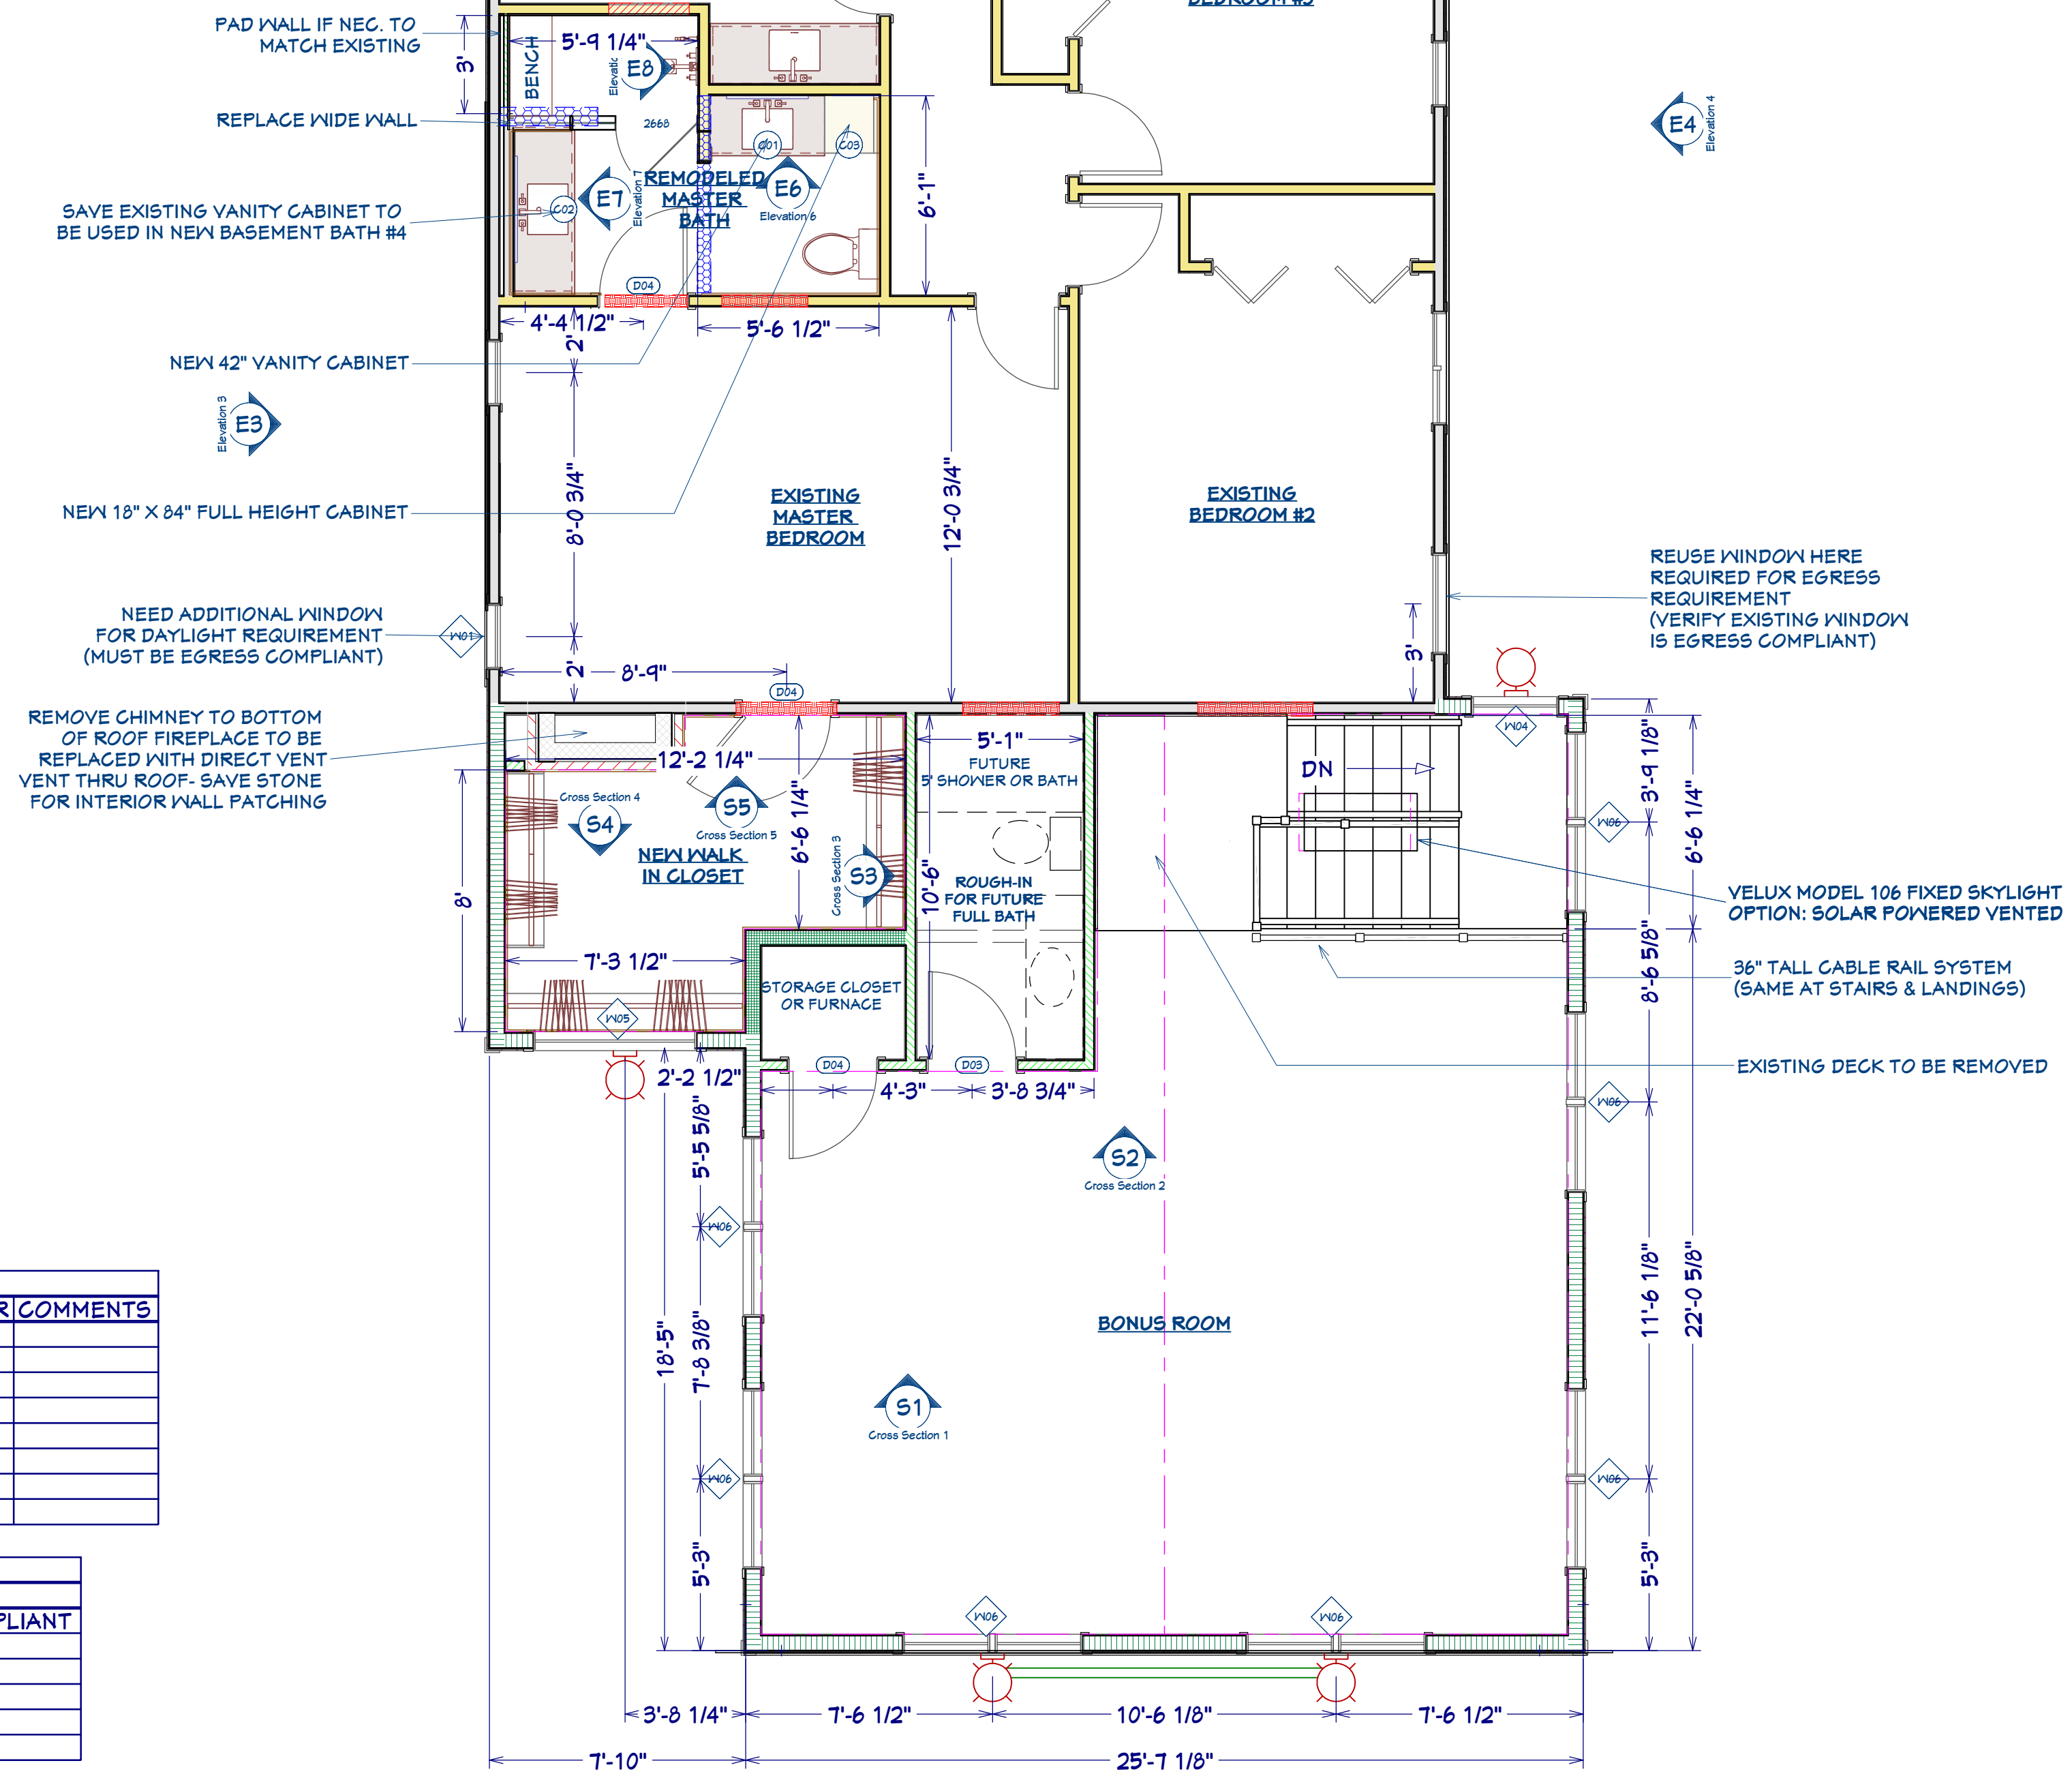 BEDROOM #3
PAD WALL IF NEC. TO
MATCH EXISTING
3'
BENCH
5'-9 1/4"
E8
REPLACE WIDE WALL
2668
C01
C03
E4
Elevation 4
SAVE EXISTING VANITY CABINET TO
BE USED IN NEW BASEMENT BATH #4
C02
E7
Elevation 7
REMODELED
MASTER
BATH
E6
Elevation 6
6'-1"
D04
4'-4 1/2"
2'
5'-6 1/2"
NEW 42" VANITY CABINET
E3
Elevation 3
8'-0 3/4"
12'-0 3/4"
EXISTING
MASTER
BEDROOM
EXISTING
BEDROOM #2
NEW 18" X 84" FULL HEIGHT CABINET
REUSE WINDOW HERE
REQUIRED FOR EGRESS
REQUIREMENT
(VERIFY EXISTING WINDOW
IS EGRESS COMPLIANT)
NEED ADDITIONAL WINDOW
FOR DAYLIGHT REQUIREMENT
(MUST BE EGRESS COMPLIANT)
W01
2'
8'-9"
3'
D04
REMOVE CHIMNEY TO BOTTOM
OF ROOF FIREPLACE TO BE
REPLACED WITH DIRECT VENT
VENT THRU ROOF- SAVE STONE
FOR INTERIOR WALL PATCHING
12'-2 1/4"
5'-1"
FUTURE
5' SHOWER OR BATH
DN
W04
3'-9 1/8"
6'-6 1/4"
W06
Cross Section 4
S4
S5
Cross Section 5
6'-6 1/4"
Cross Section 3
S3
NEW WALK
IN CLOSET
10'-6"
ROUGH-IN
FOR FUTURE
FULL BATH
8'
VELUX MODEL 106 FIXED SKYLIGHT
OPTION: SOLAR POWERED VENTED
8'-6 5/8"
7'-3 1/2"
STORAGE CLOSET
OR FURNACE
36" TALL CABLE RAIL SYSTEM
(SAME AT STAIRS & LANDINGS)
W05
D04
D03
EXISTING DECK TO BE REMOVED
2'-2 1/2"
4'-3"
3'-8 3/4"
W06
5'-5 5/8"
S2
Cross Section 2
W06
11'-6 1/8"
22'-0 5/8"
R
COMMENTS
BONUS ROOM
18'-5"
7'-8 3/8"
S1
Cross Section 1
W06
W06
5'-3"
5'-3"
PLIANT
W06
W06
3'-8 1/4"
7'-6 1/2"
10'-6 1/8"
7'-6 1/2"
7'-10"
25'-7 1/8"